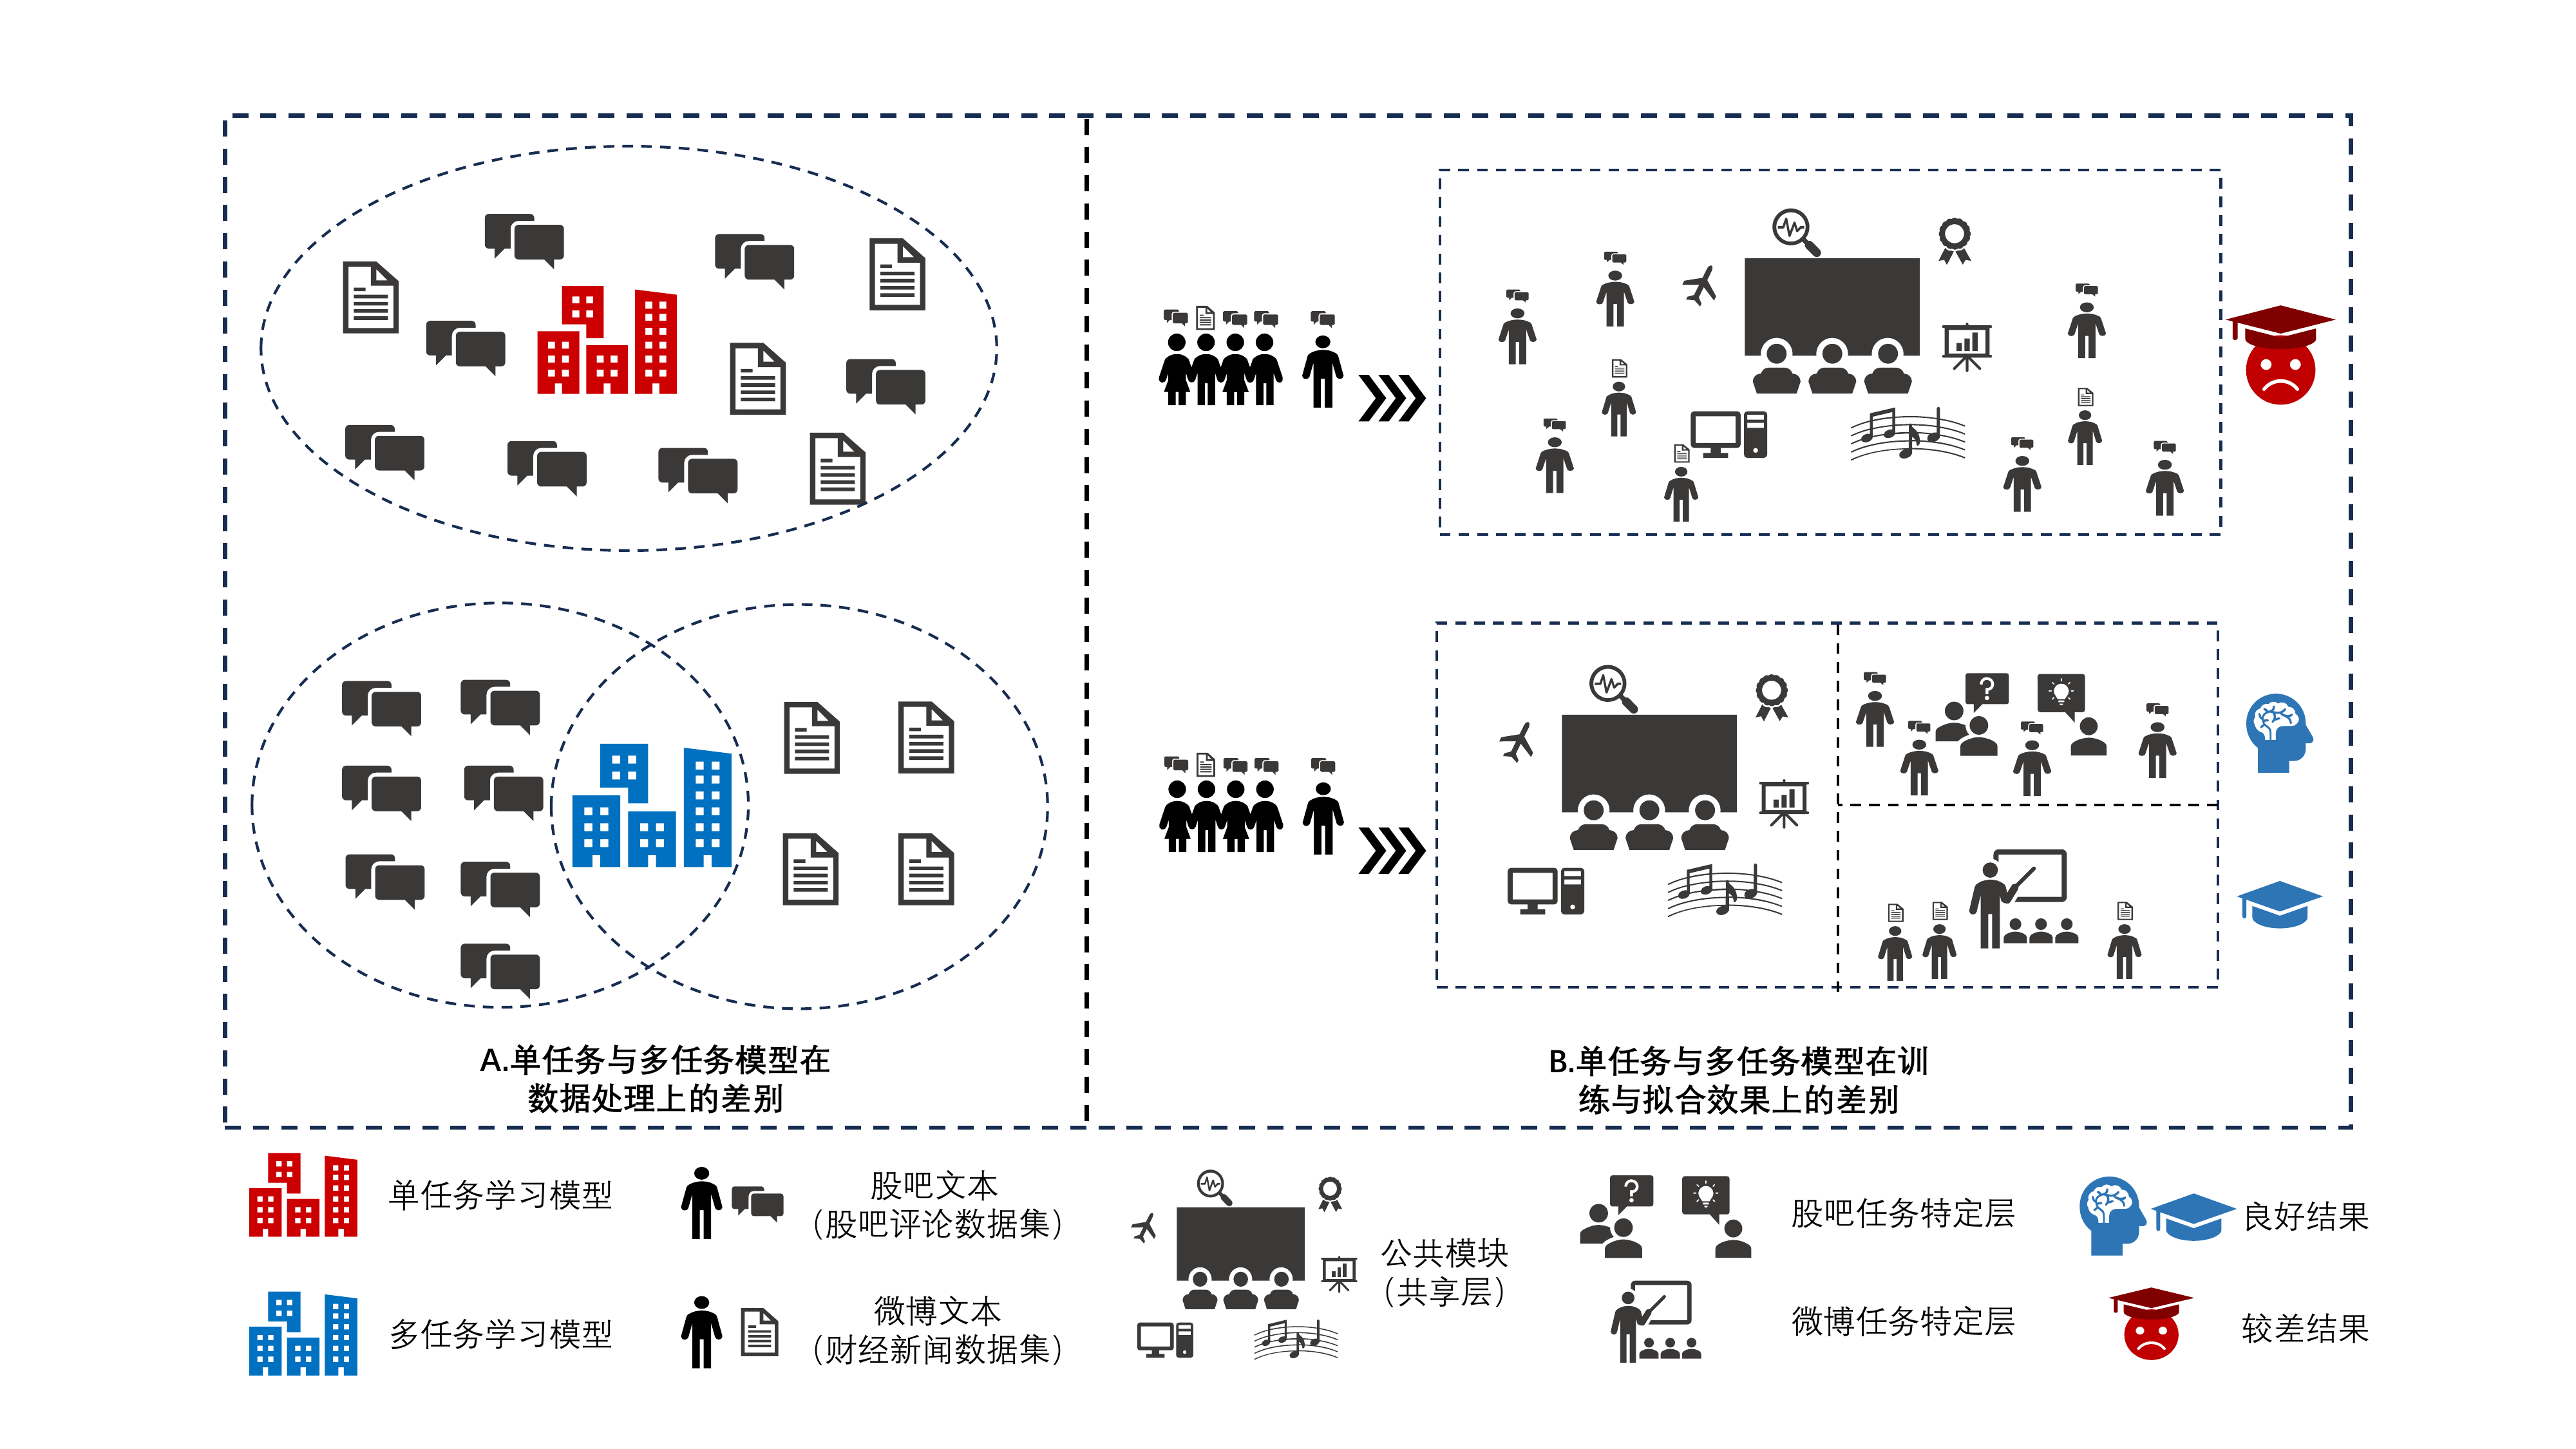 A.单任务与多任务模型在
数据处理上的差别
B.单任务与多任务模型在训
练与拟合效果上的差别
单任务学习模型
股吧文本
（股吧评论数据集）
公共模块
（共享层）
股吧任务特定层
良好结果
多任务学习模型
微博文本
（财经新闻数据集）
微博任务特定层
较差结果